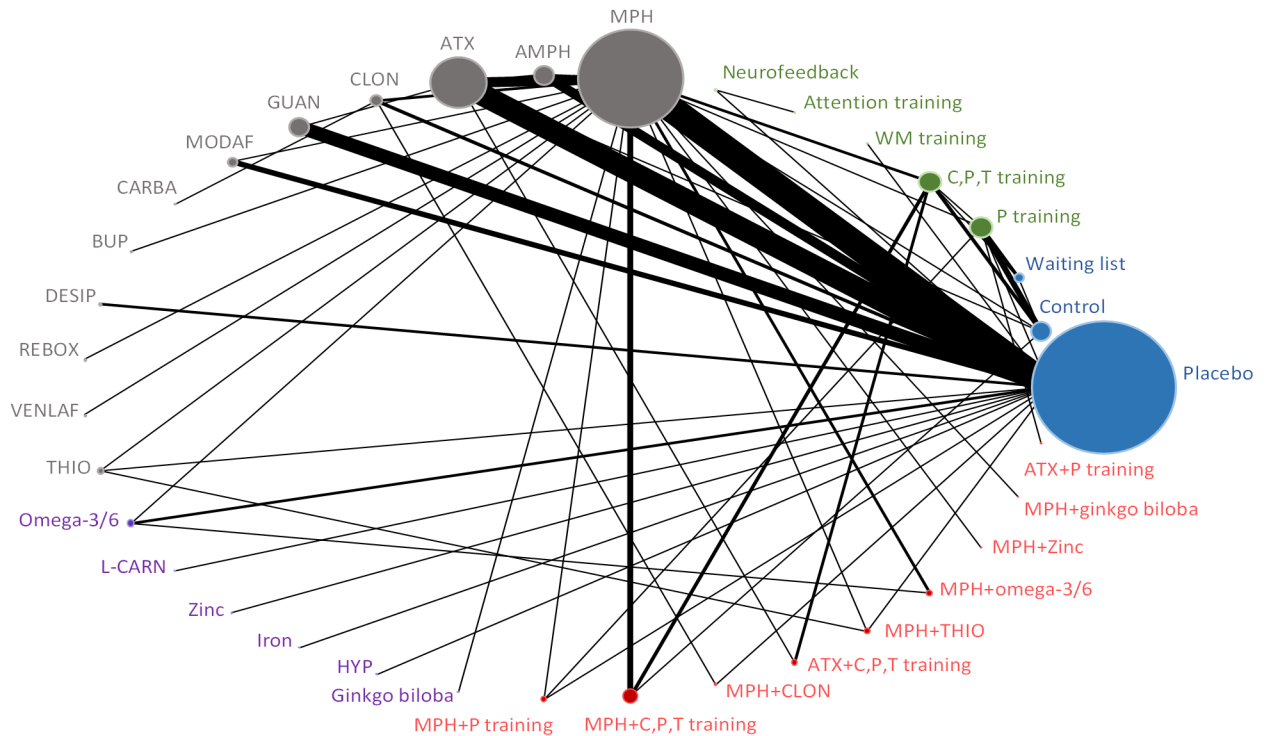 MPH
ATX
AMPH
CLON
GUAN
MODAF
CARBA
BUP
DESIP
REBOX
VENLAF
THIO
Omega-3/6
L-CARN
Zinc
Iron
HYP
Ginkgo biloba
MPH+P training
MPH+C,P,T training
MPH+CLON
ATX+C,P,T training
MPH+THIO
MPH+omega-3/6
MPH+Zinc
MPH+ginkgo biloba
ATX+P training
Placebo
Control
Waiting list
P training
C,P,T training
WM training
Attention training
Neurofeedback